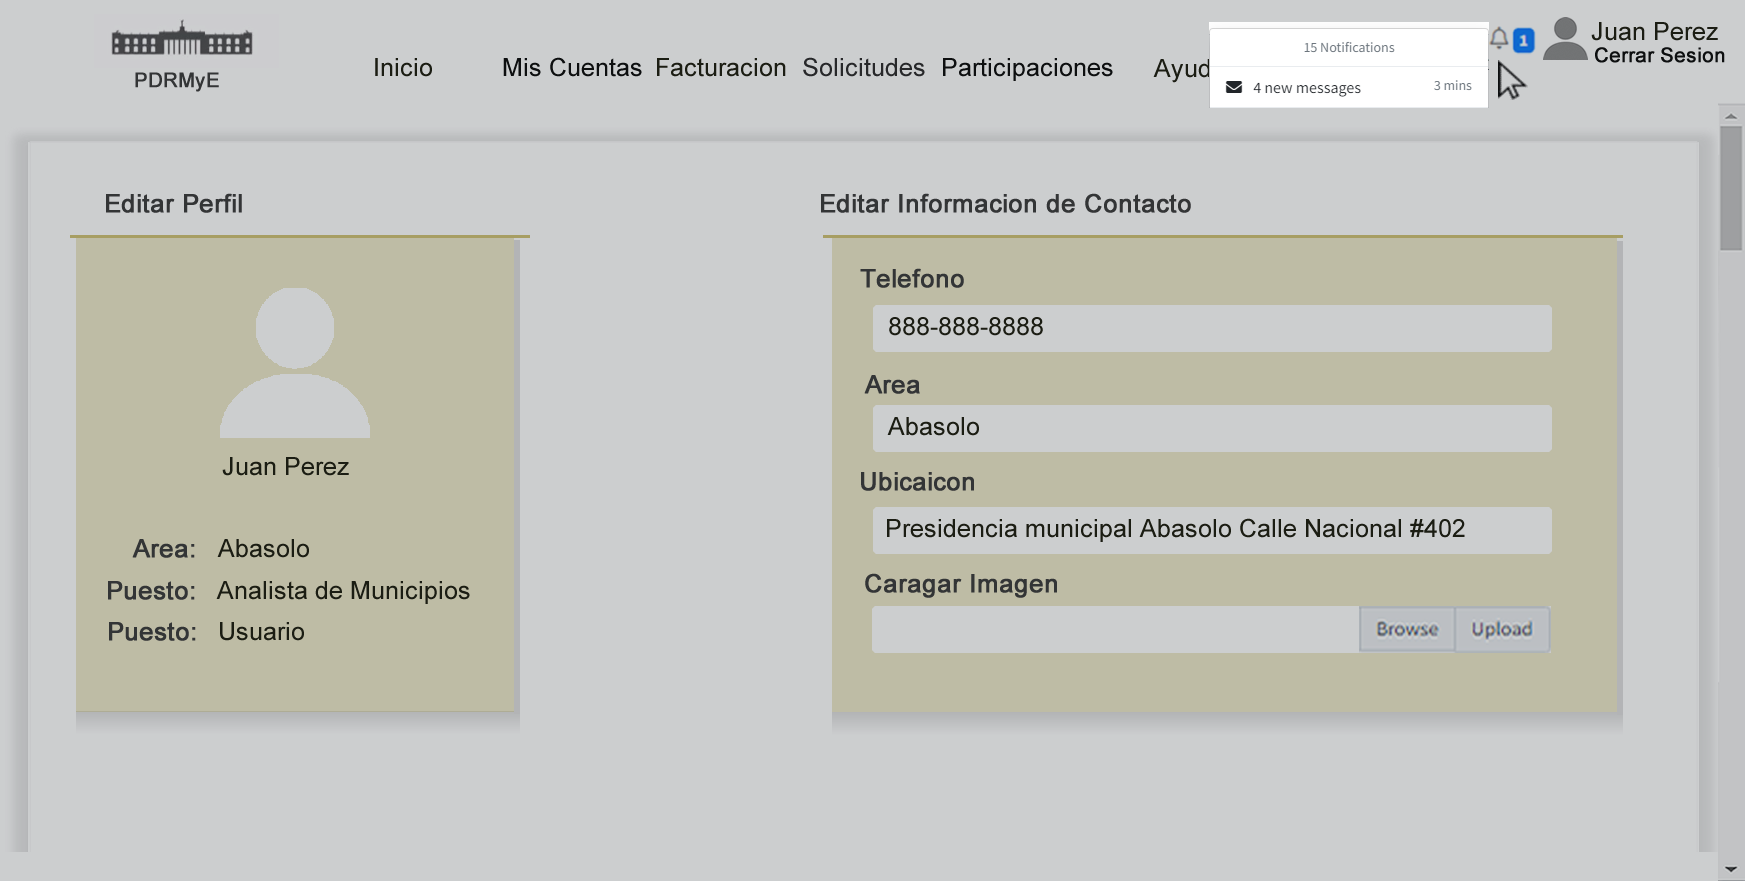 PDRMyE
Inicio
Mis Cuentas
Facturacion
Solicitudes
Participaciones
Ayud
15 Notifications
4 new messages
3 mins
1
Juan Perez
Cerrar Sesion
Editar Perfil
Juan Perez
Area: Abasolo
Puesto: Analista de Municipios
Puesto: Usuario
Editar Informacion de Contacto
Telefono
888-888-8888
Area
Abasolo
Ubicaicon
Presidencia municipal Abasolo Calle Nacional #402
Caragar Imagen
Browse
Upload